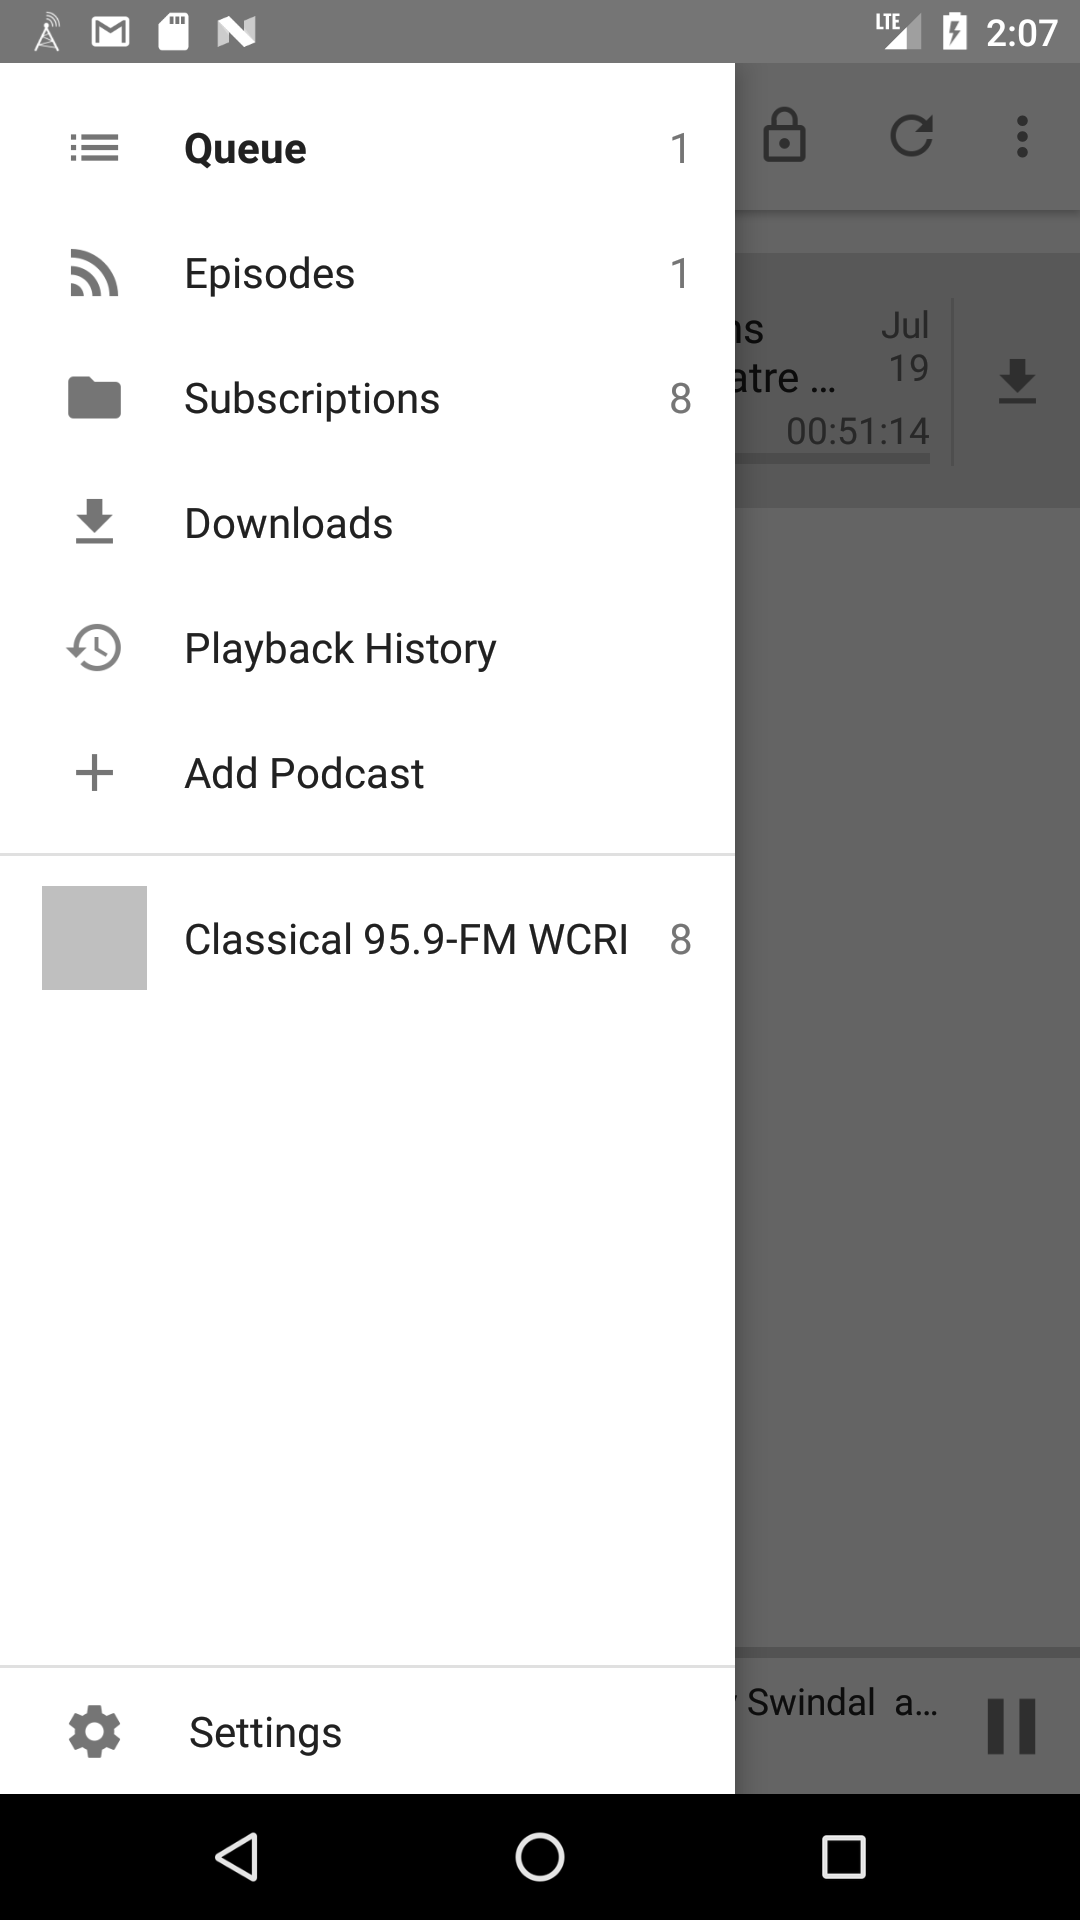 LTE 2:07
Queue 1
Episodes 1
Subscriptions 8
Downloads
Playback History
Add Podcast
Classical 95.9-FM WCRI 8
Settings
Jul
19
atre ...
00:51:14
Swindal a...